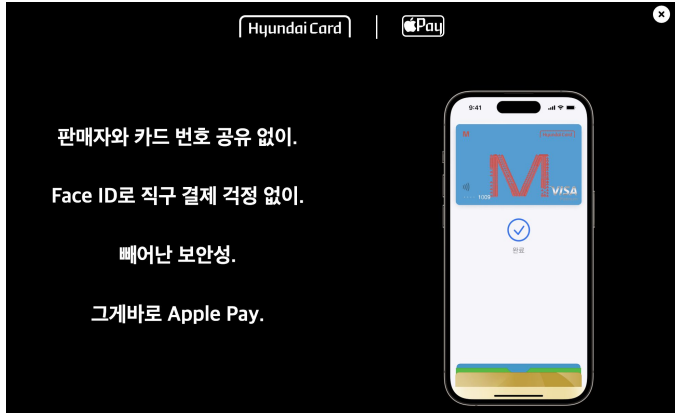 Hyundai Card
Pay
판매자와 카드 번호 공유 없이.
Face ID로 직구 결제 걱정 없이.
빼어난 보안성.
그게바로 Apple Pay.
9:41
M
HyundaiCard
M
1009
VISA
완료